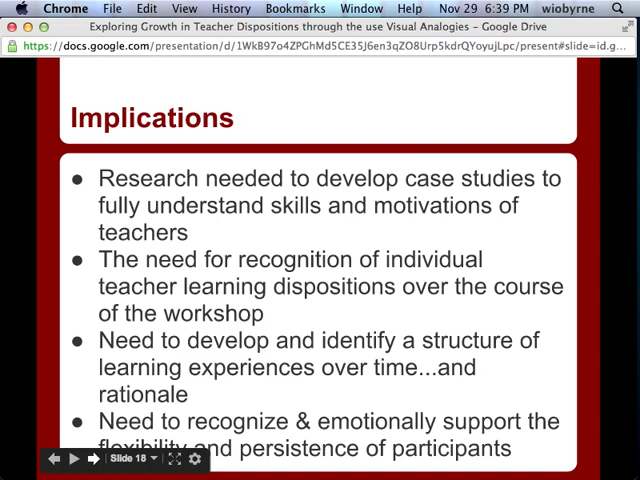 Chrome File Edit View History Bookmarks Window Help Nov 29 6:39 PM wiobyrne
Exploring Growth in Teacher Dispositions through the use Visual Analogies – Google Drive
https://docs.google.com/presentation/d/1WkB97o4ZPGhMd5CE35J6en3qZO8Urp5kdrQYoyujLpc/present#slide=id.g...
Implications
● Research needed to develop case studies to
fully understand skills and motivations of
teachers
● The need for recognition of individual
teacher learning dispositions over the course
of the workshop
● Need to develop and identify a structure of
learning experiences over time...and
rationale
● Need to recognize & emotionally support the
flexibility and persistence of participants
Slide 18